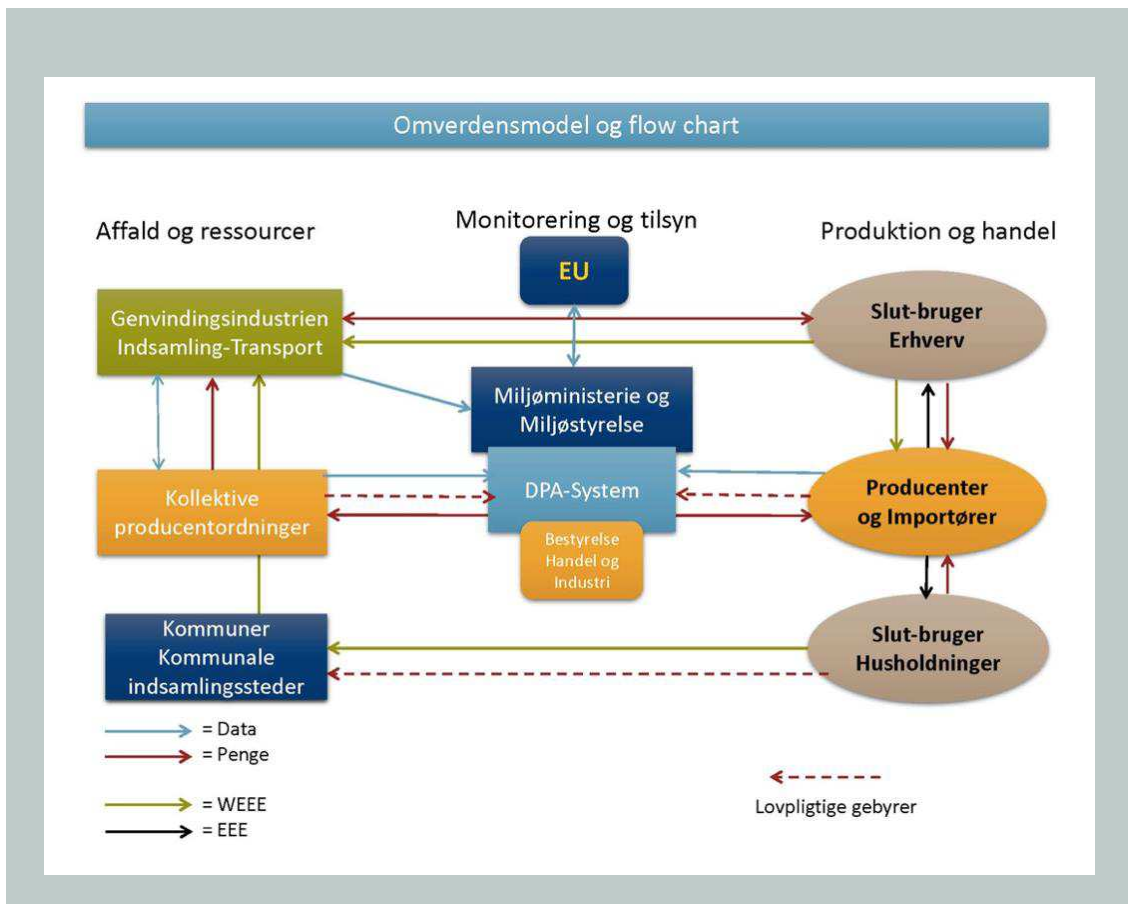 Omverdensmodel og flow chart
Affald og ressourcer
Monitorering og tilsyn
Produktion og handel
EU
Genvindingsindustrien
Indsamling-Transport
Slut-bruger
Erhverv
Miljøministerie og
Miljøstyrelse
Kollektive
producentordninger
DPA-System
Producenter
og Importører
Bestyrelse
Handel og
Industri
Kommuner
Kommunale
indsamlingssteder
Slut-bruger
Husholdninger
= Data
= Penge
= WEEE
= EEE
Lovpligtige gebyrer